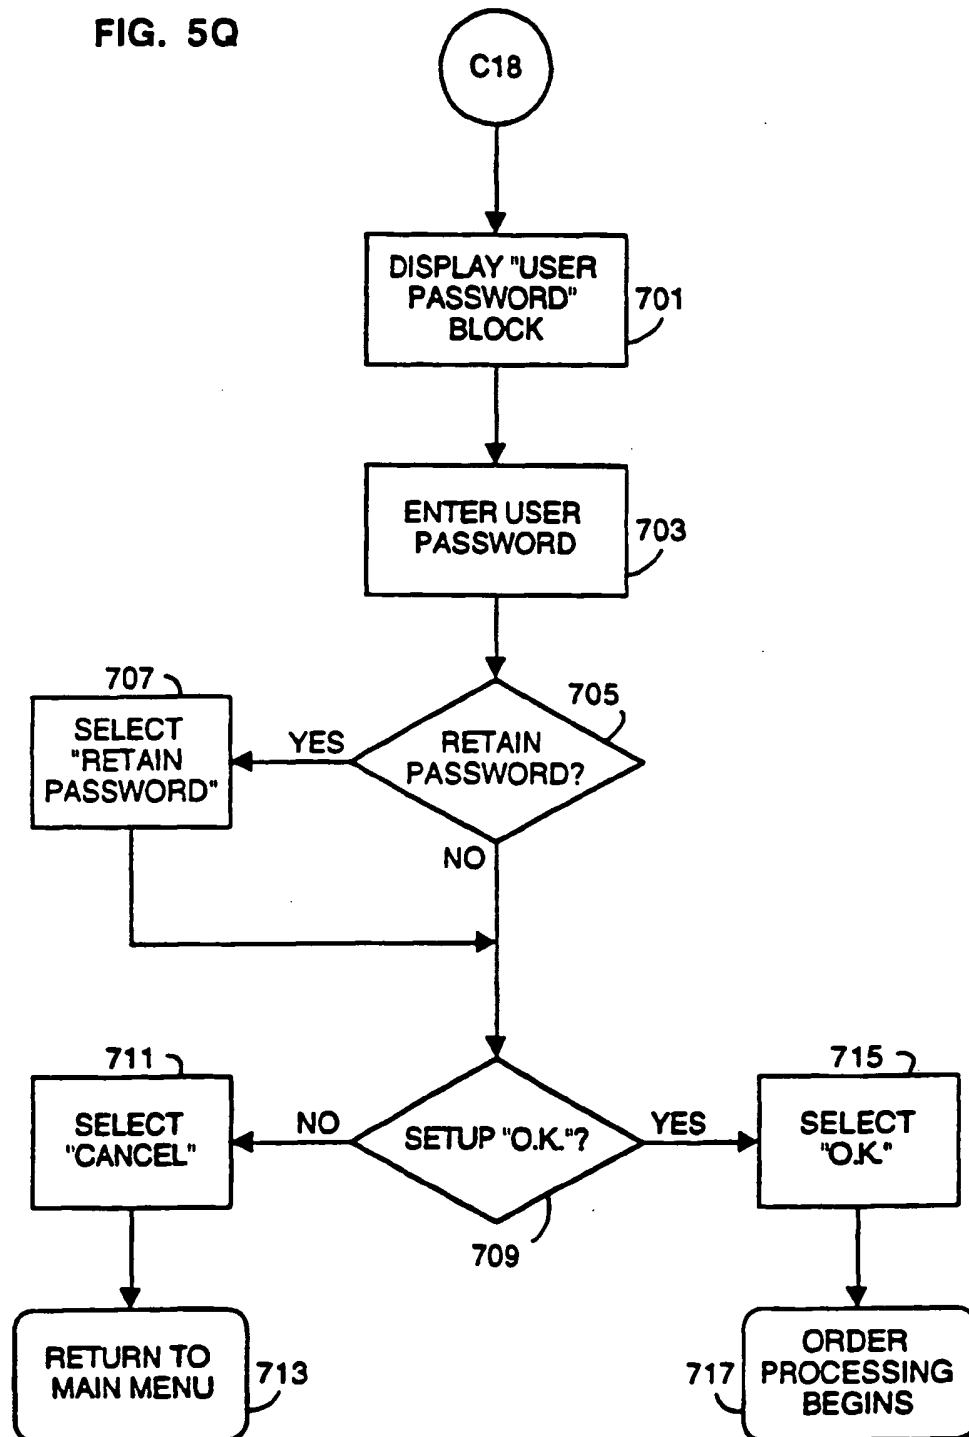 FIG. 5Q
C18
DISPLAY "USER
PASSWORD"
BLOCK
701
ENTER USER
PASSWORD
703
707
SELECT
"RETAIN
PASSWORD"
YES
705
RETAIN
PASSWORD?
NO
711
SELECT
"CANCEL"
NO
SETUP "O.K."?
709
YES
715
SELECT
"O.K."
RETURN TO
MAIN MENU
713
717
ORDER
PROCESSING
BEGINS